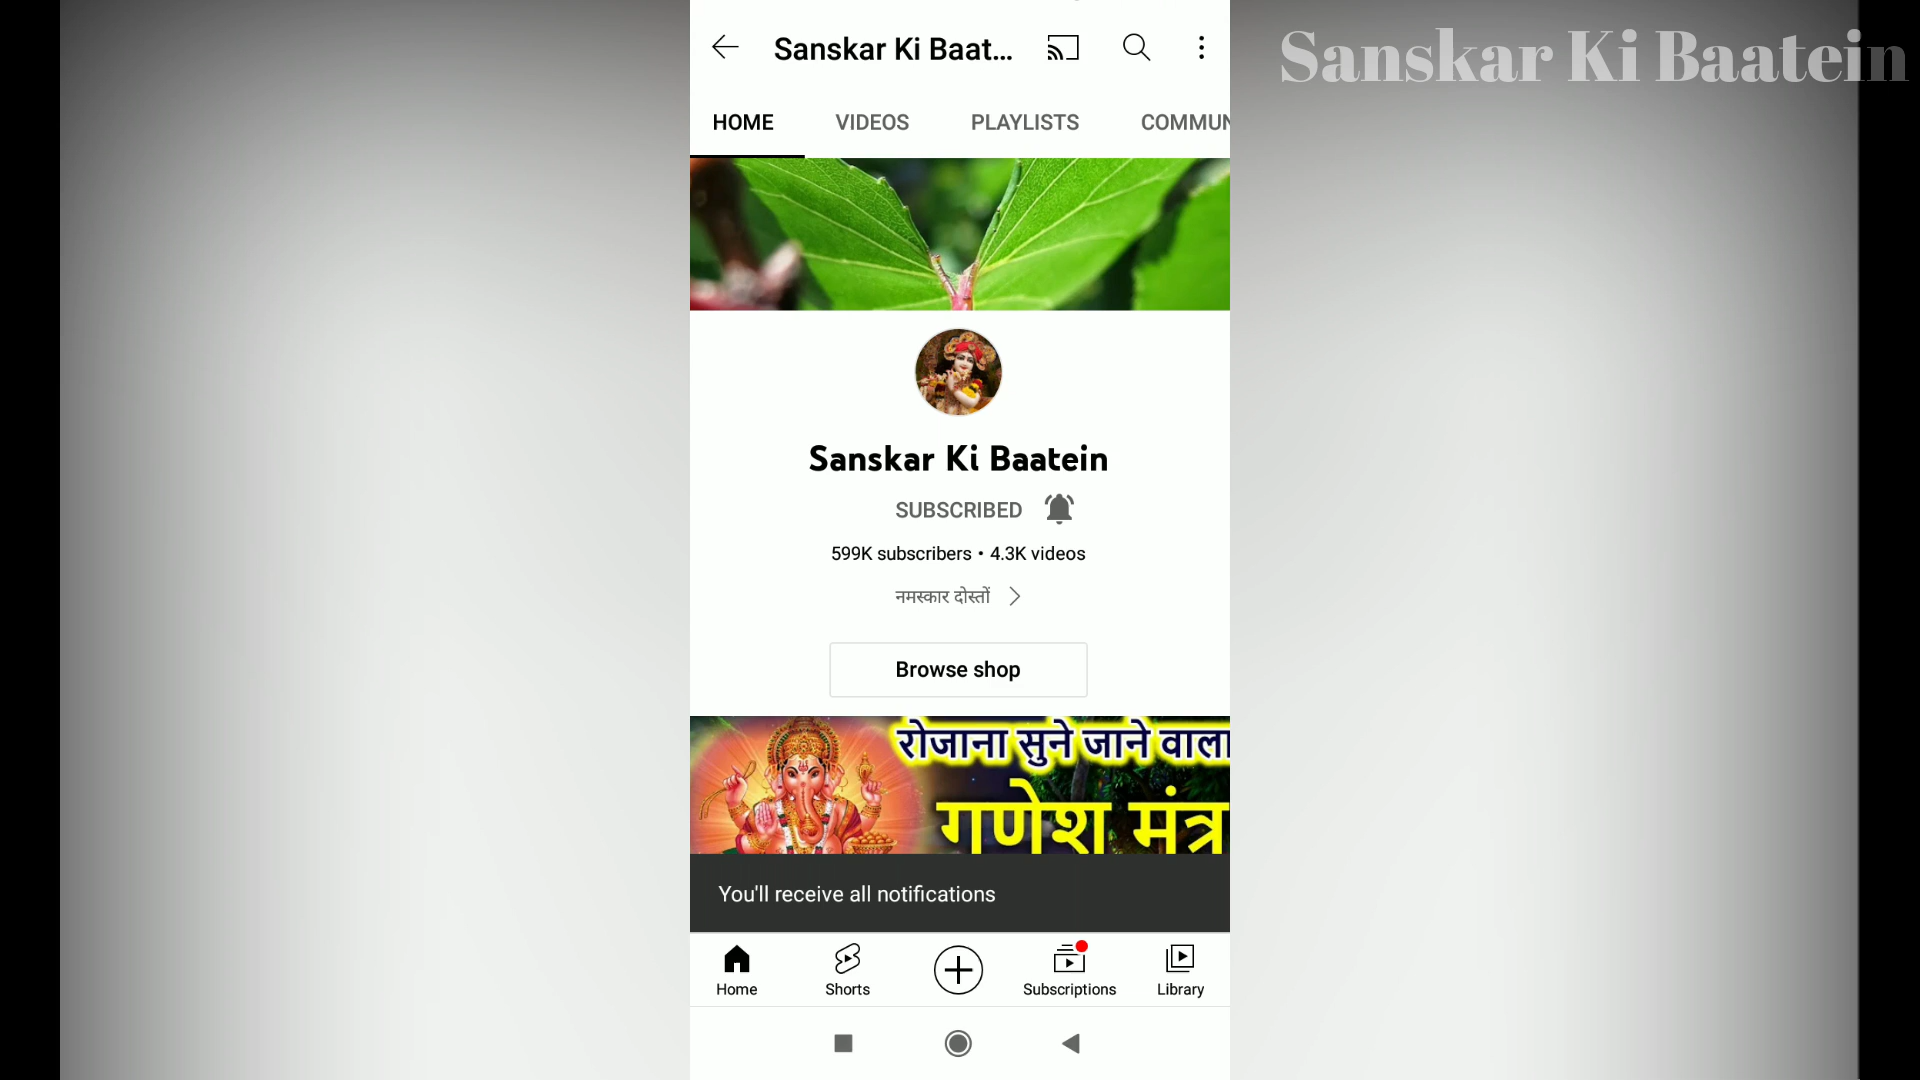 Sanskar Ki Baat...
Sanskar Ki Baatein
HOME VIDEOS PLAYLISTS COMMUN
Sanskar Ki Baatein
SUBSCRIBED
599K subscribers • 4.3K videos
नमस्कार दोस्तों
Browse shop
रोजाना सुने जाने वाला
गणेश मंत्र
You'll receive all notifications
Home Shorts Subscriptions Library